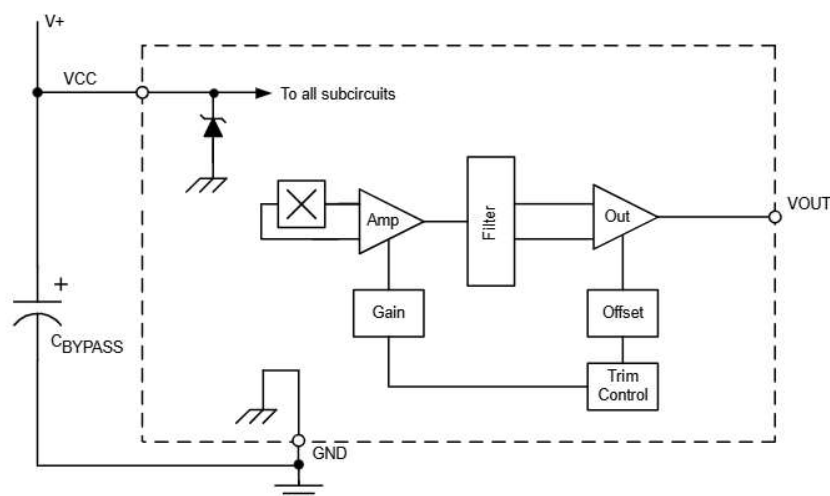 V+
VCC
To all subcircuits
Amp
Filter
Out
VOUT
+
Gain
Offset
CBYPASS
Trim
Control
GND